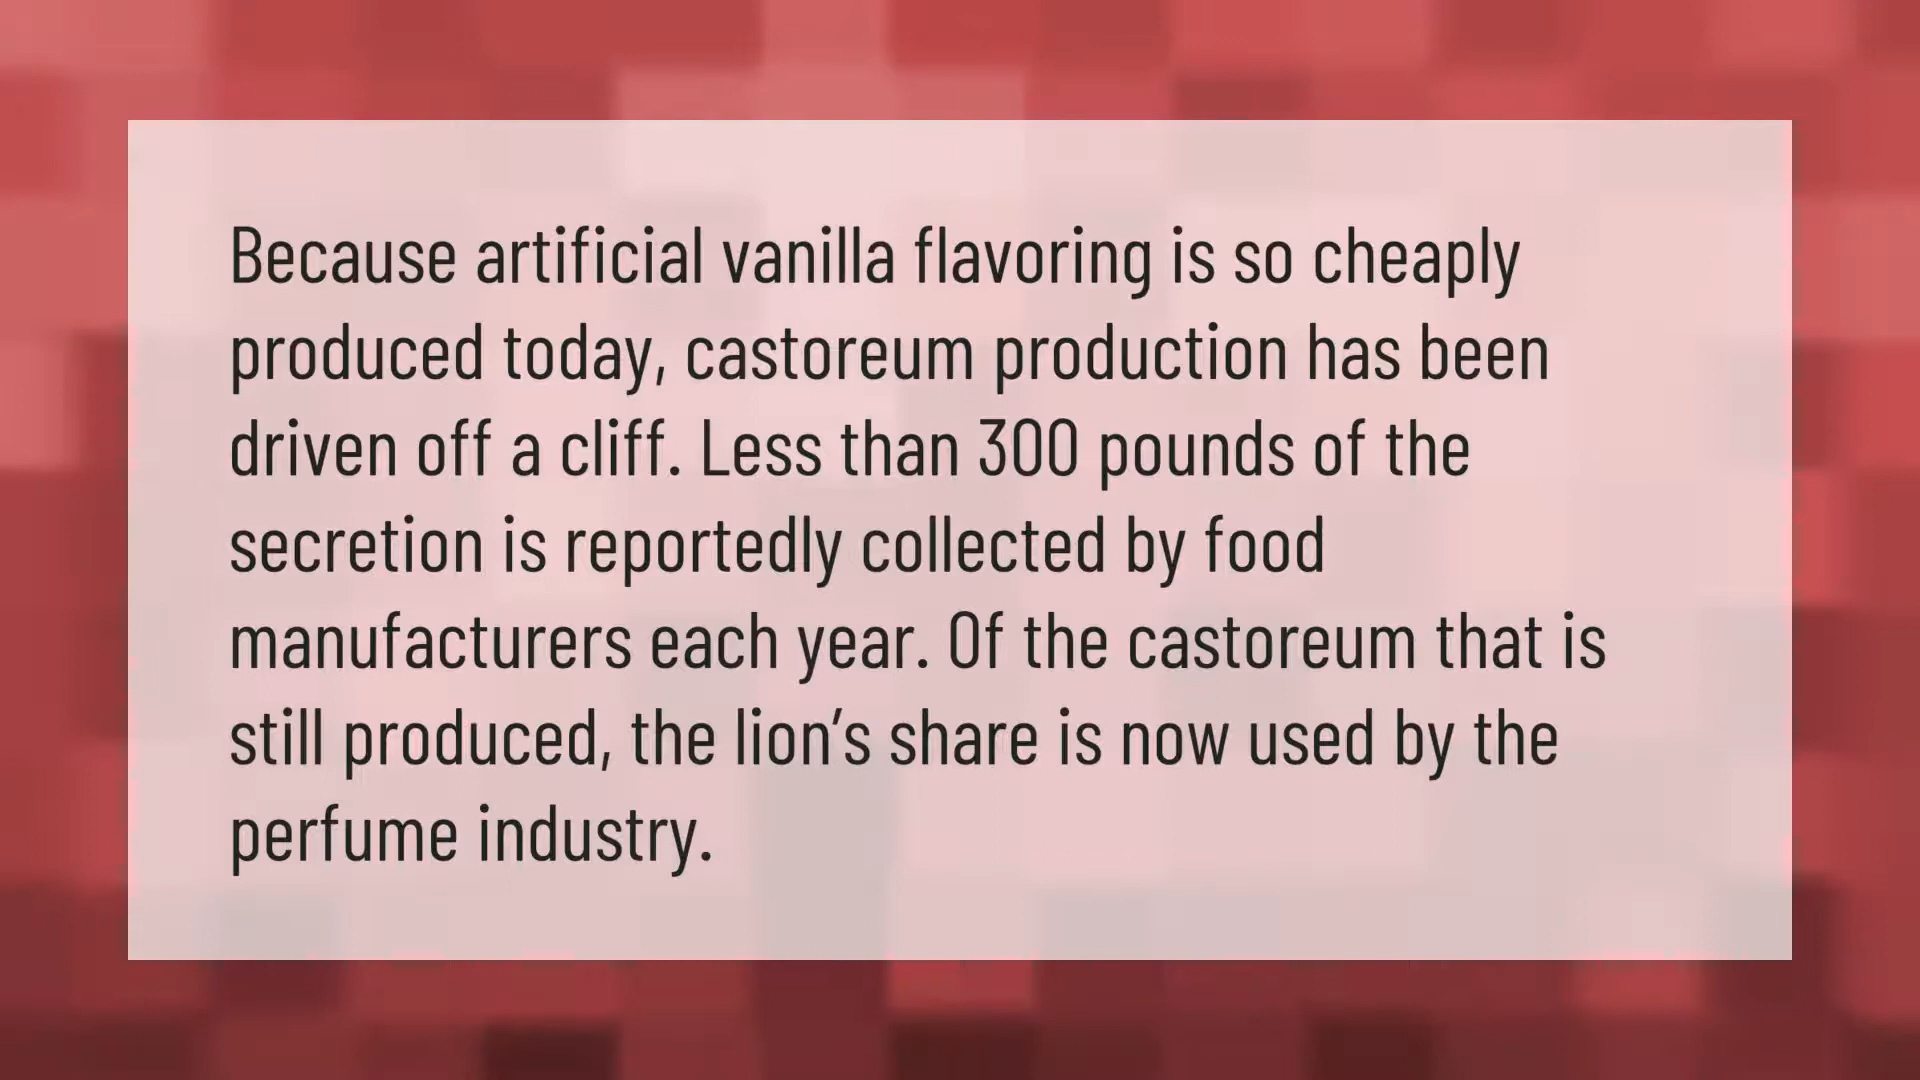 Because artificial vanilla flavoring is so cheaply
produced today, castoreum production has been
driven off a cliff. Less than 300 pounds of the
secretion is reportedly collected by food
manufacturers each year. Of the castoreum that is
still produced, the lion’s share is now used by the
perfume industry.